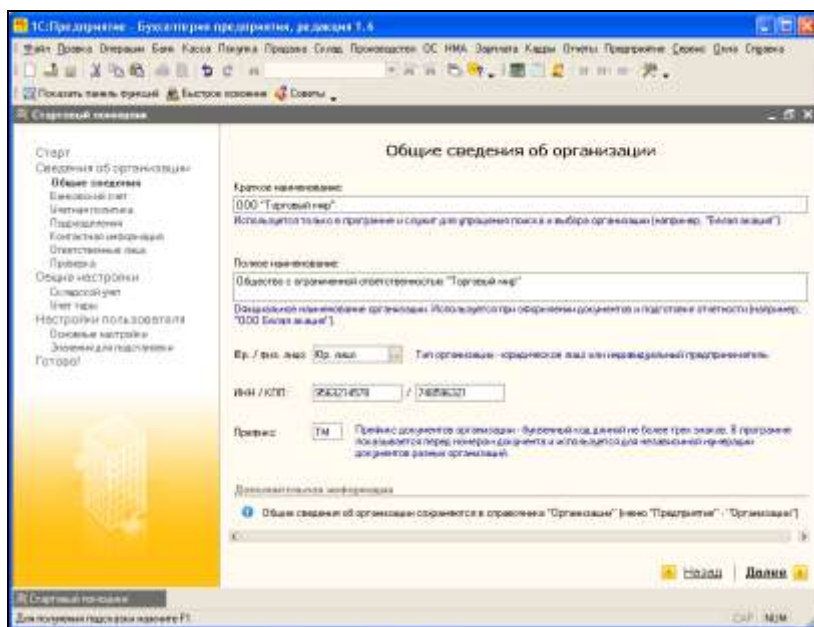 1С:Предприятие - Бухгалтерия предприятия, редакция 1.6
Файл Правка Операции Банк Касса Покупка Продажа Склад Производство ОС НМА Зарплата Кадры Отчеты Предприятие Сервис Окна Справка
Показать панель функций Быстрое освоение Советы
Стартовый помощник
Старт
Сведения об организации
Общие сведения
Банковский счет
Учетная политика
Подразделения
Контактная информация
Ответственные лица
Проверка
Общие настройки
Складской учет
Учет тары
Настройки пользователя
Основные настройки
Значения для подстановки
Готово!
Общие сведения об организации
Краткое наименование:
ООО "Торговый мир"
Используется только в программе и служит для упрощения поиска и выбора организации (например, "Белая акация")
Полное наименование:
Общество с ограниченной ответственностью "Торговый мир"
Официальное наименование организации. Используется при оформлении документов и подготовке отчетности (например,
"ООО Белая акация").
Юр. / физ. лицо: Юр. лицо ... Тип организации - юридическое лицо или индивидуальный предприниматель.
ИНН / КПП: 9563214578 / 748596321
Префикс: ТМ Префикс документов организации - буквенный код длиной не более трех знаков. В программе
показывается перед номером документа и используется для независимой нумерации
документов разных организаций.
Дополнительная информация
Общие сведения об организации сохраняются в справочнике "Организации" (меню "Предприятие" - "Организации")
Назад | Далее
Стартовый помощник
Для получения подсказки нажмите F1
CAP NUM